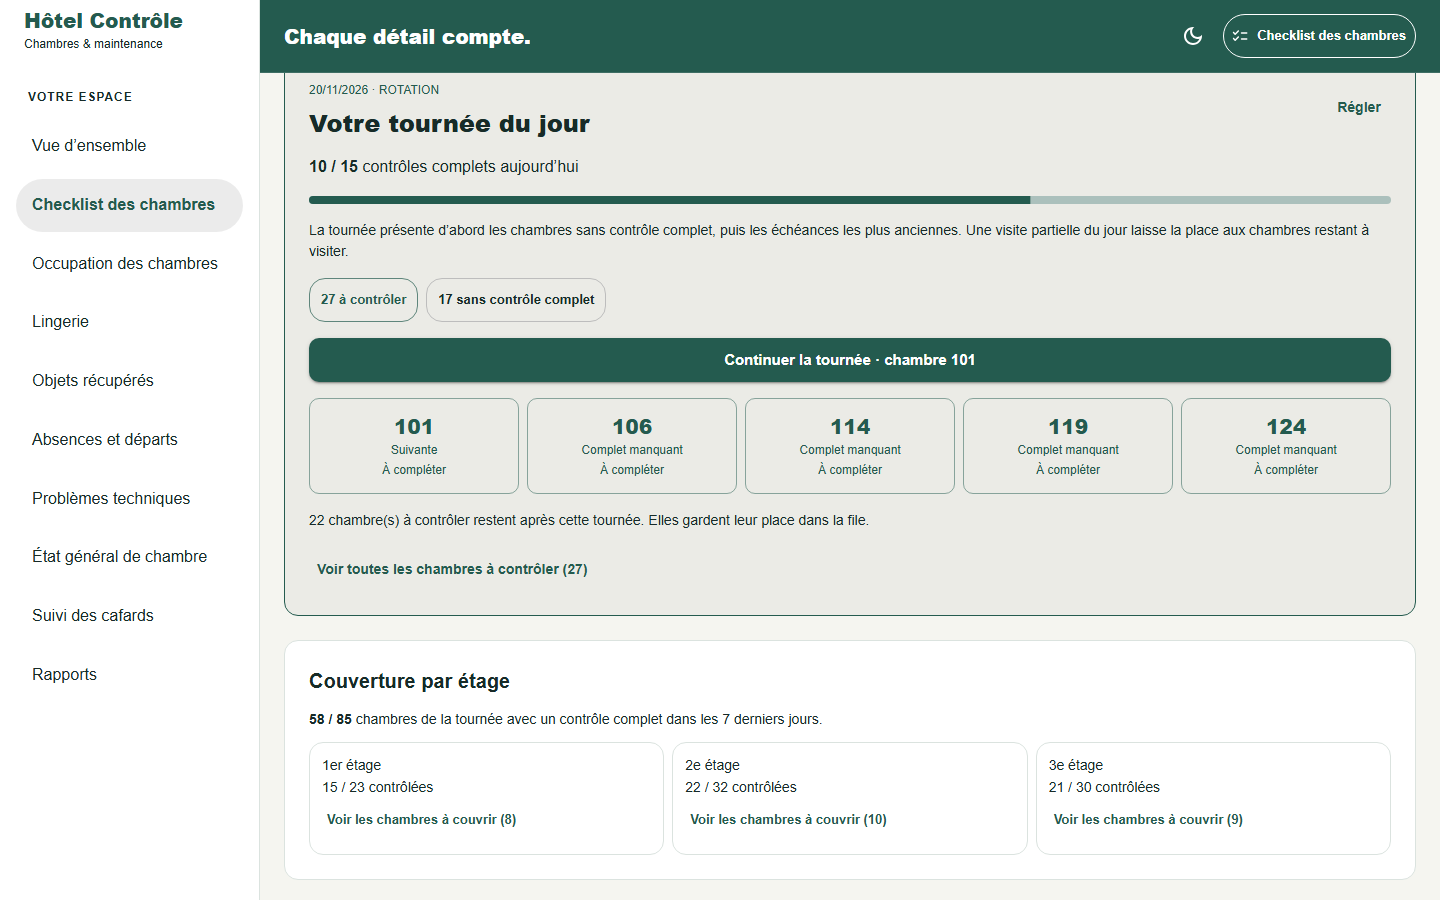 Hôtel Contrôle
Chambres & maintenance
VOTRE ESPACE
Vue d’ensemble
Checklist des chambres
Occupation des chambres
Lingerie
Objets récupérés
Absences et départs
Problèmes techniques
État général de chambre
Suivi des cafards
Rapports
Chaque détail compte.
Checklist des chambres
20/11/2026 · ROTATION
Votre tournée du jour
Régler
10 / 15 contrôles complets aujourd’hui
La tournée présente d’abord les chambres sans contrôle complet, puis les échéances les plus anciennes. Une visite partielle du jour laisse la place aux chambres restant à
visiter.
27 à contrôler
17 sans contrôle complet
Continuer la tournée · chambre 101
101
Suivante
À compléter
106
Complet manquant
À compléter
114
Complet manquant
À compléter
119
Complet manquant
À compléter
124
Complet manquant
À compléter
22 chambre(s) à contrôler restent après cette tournée. Elles gardent leur place dans la file.
Voir toutes les chambres à contrôler (27)
Couverture par étage
58 / 85 chambres de la tournée avec un contrôle complet dans les 7 derniers jours.
1er étage
15 / 23 contrôlées
Voir les chambres à couvrir (8)
2e étage
22 / 32 contrôlées
Voir les chambres à couvrir (10)
3e étage
21 / 30 contrôlées
Voir les chambres à couvrir (9)